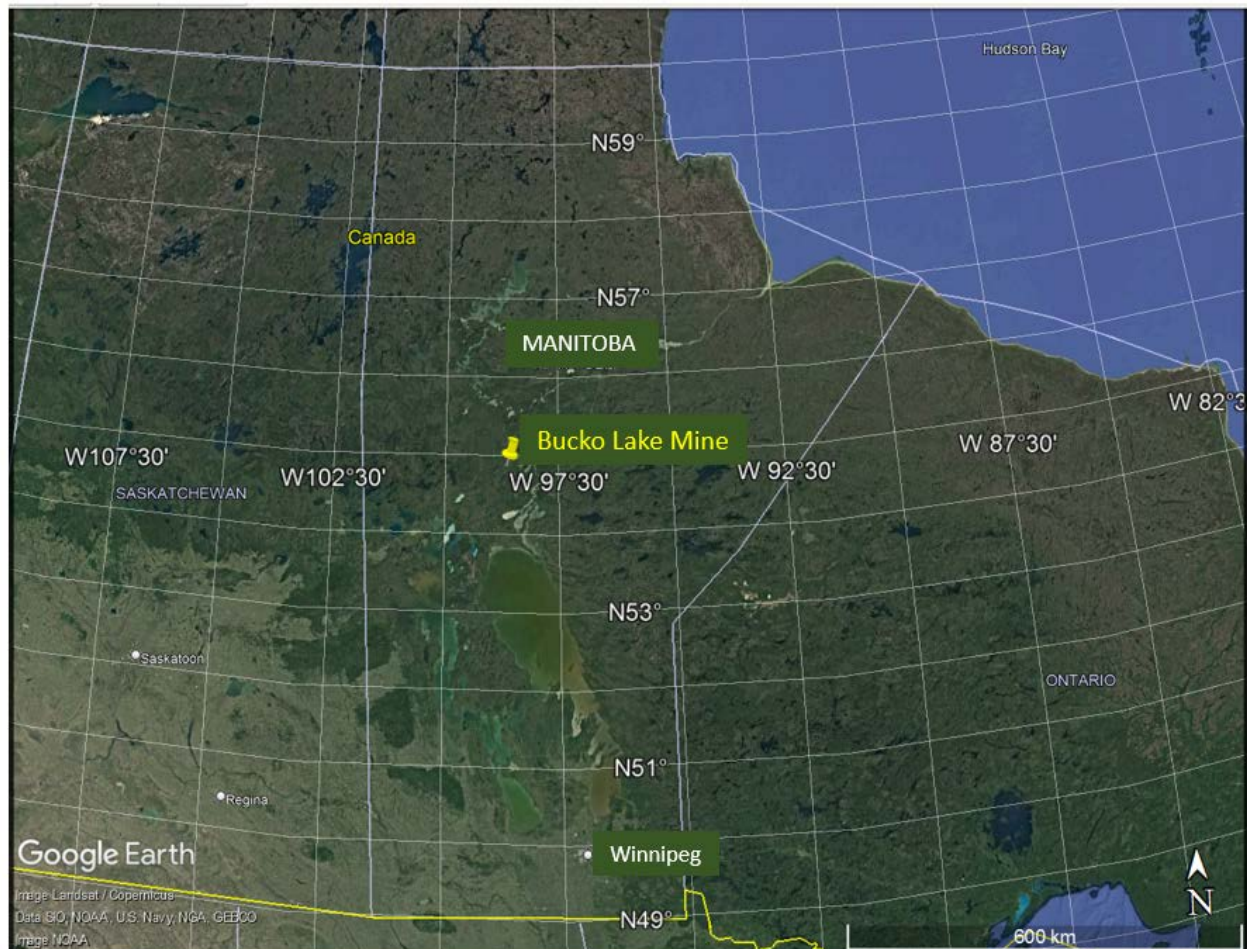 Hudson Bay
N59°
Canada
N57°
MANITOBA
W 82°3
Bucko Lake Mine
W107°30'
W102°30'
W 97°30'
W 92°30'
W 87°30'
SASKATCHEWAN
N53°
Saskatoon
ONTARIO
N51°
Regina
Google Earth
Winnipeg
Image Landsat / Copernicus
Data SIO, NOAA, U.S. Navy, NGA, GEBCO
Image NOAA
N49°
N
600 km